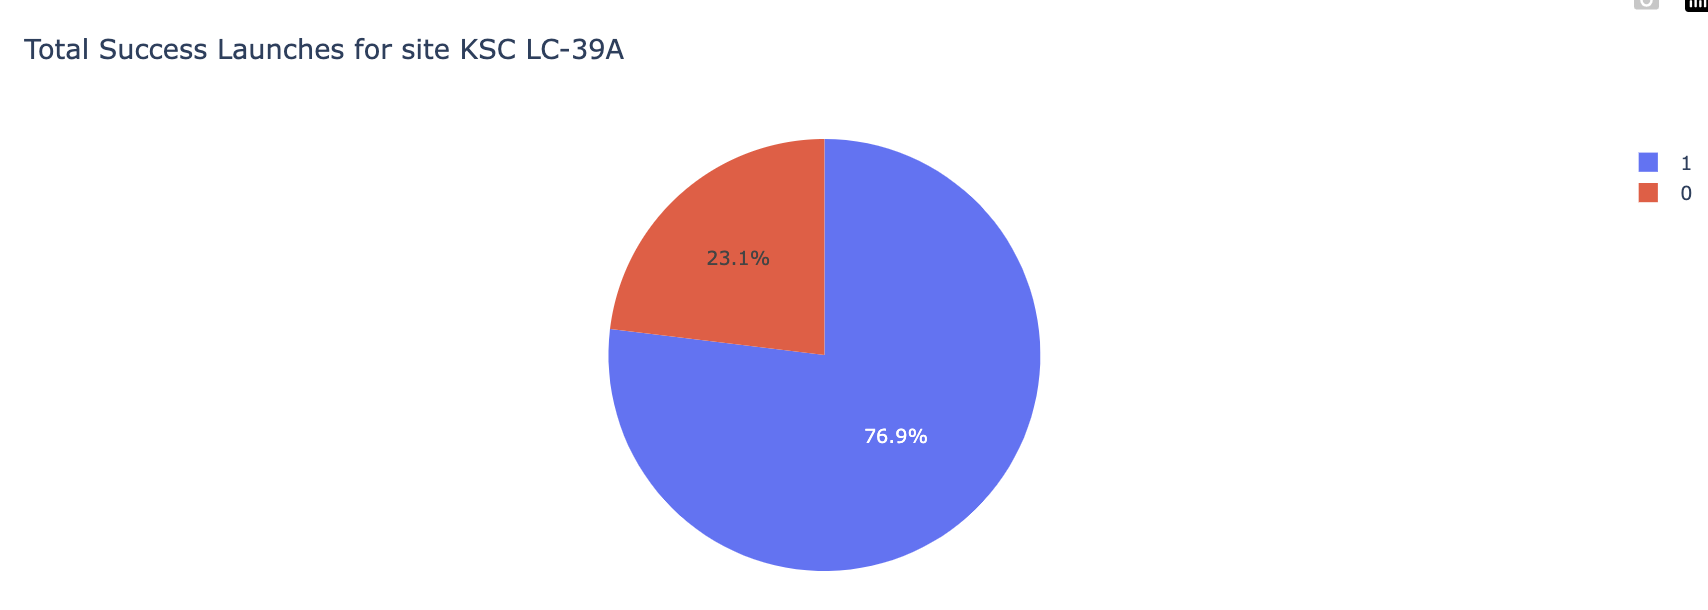 Total Success Launches for site KSC LC-39A
1
0
23.1%
76.9%